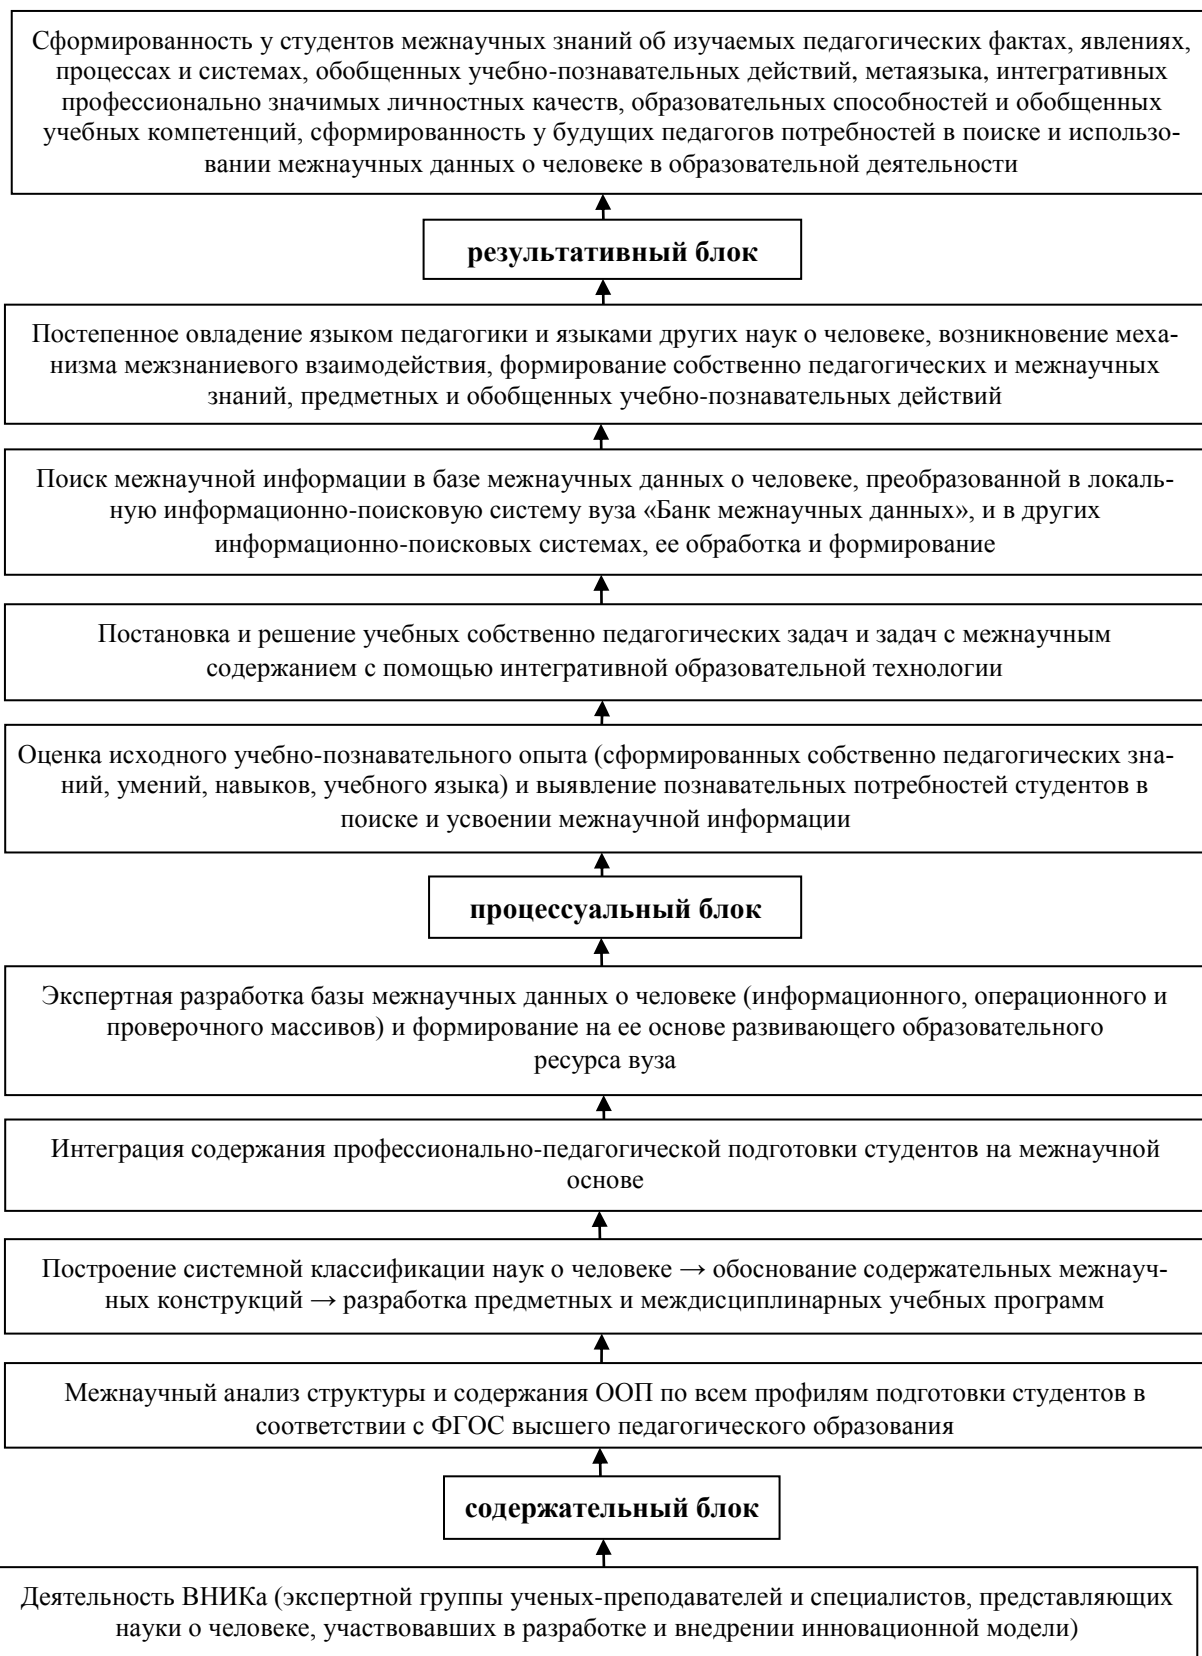 Сформированность у студентов межнаучных знаний об изучаемых педагогических фактах, явлениях,
процессах и системах, обобщенных учебно-познавательных действий, метаязыка, интегративных
профессионально значимых личностных качеств, образовательных способностей и обобщенных
учебных компетенций, сформированность у будущих педагогов потребностей в поиске и использо-
вании межнаучных данных о человеке в образовательной деятельности
результативный блок
Постепенное овладение языком педагогики и языками других наук о человеке, возникновение меха-
низма межзнаниевого взаимодействия, формирование собственно педагогических и межнаучных
знаний, предметных и обобщенных учебно-познавательных действий
Поиск межнаучной информации в базе межнаучных данных о человеке, преобразованной в локаль-
ную информационно-поисковую систему вуза «Банк межнаучных данных», и в других
информационно-поисковых системах, ее обработка и формирование
Постановка и решение учебных собственно педагогических задач и задач с межнаучным
содержанием с помощью интегративной образовательной технологии
Оценка исходного учебно-познавательного опыта (сформированных собственно педагогических зна-
ний, умений, навыков, учебного языка) и выявление познавательных потребностей студентов в
поиске и усвоении межнаучной информации
процессуальный блок
Экспертная разработка базы межнаучных данных о человеке (информационного, операционного и
проверочного массивов) и формирование на ее основе развивающего образовательного
ресурса вуза
Интеграция содержания профессионально-педагогической подготовки студентов на межнаучной
основе
Построение системной классификации наук о человеке → обоснование содержательных межнауч-
ных конструкций → разработка предметных и междисциплинарных учебных программ
Межнаучный анализ структуры и содержания ООП по всем профилям подготовки студентов в
соответствии с ФГОС высшего педагогического образования
содержательный блок
Деятельность ВНИКа (экспертной группы ученых-преподавателей и специалистов, представляющих
науки о человеке, участвовавших в разработке и внедрении инновационной модели)